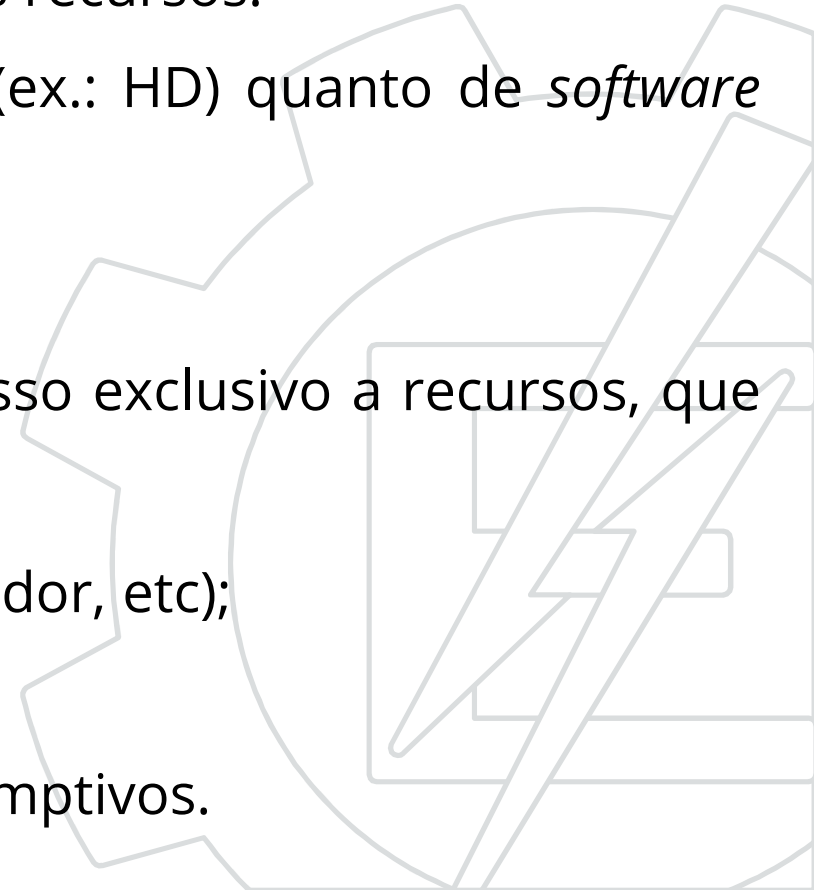 recursos.
(ex.: HD) quanto de software
sso exclusivo a recursos, que
dor, etc);
mptivos.